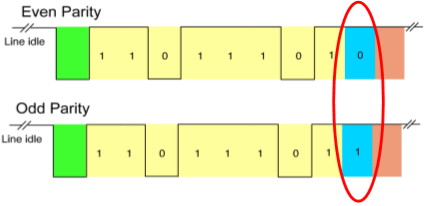 Even Parity
Line idle
1 1 0 1 1 1 0 1 0
Odd Parity
Line idle
1 1 0 1 1 1 0 1 1